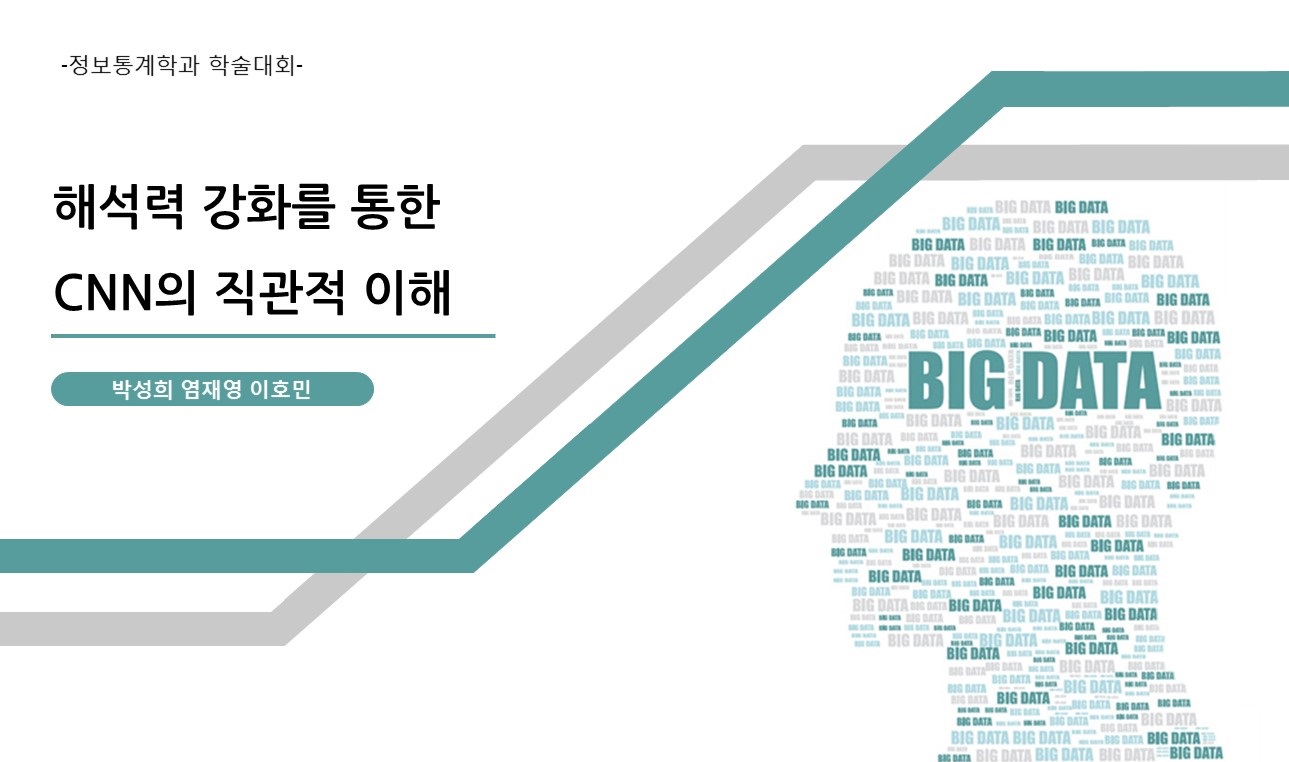 -정보통계학과 학술대회-
해석력 강화를 통한
CNN의 직관적 이해
박성희 염재영 이호민
BIG DATA